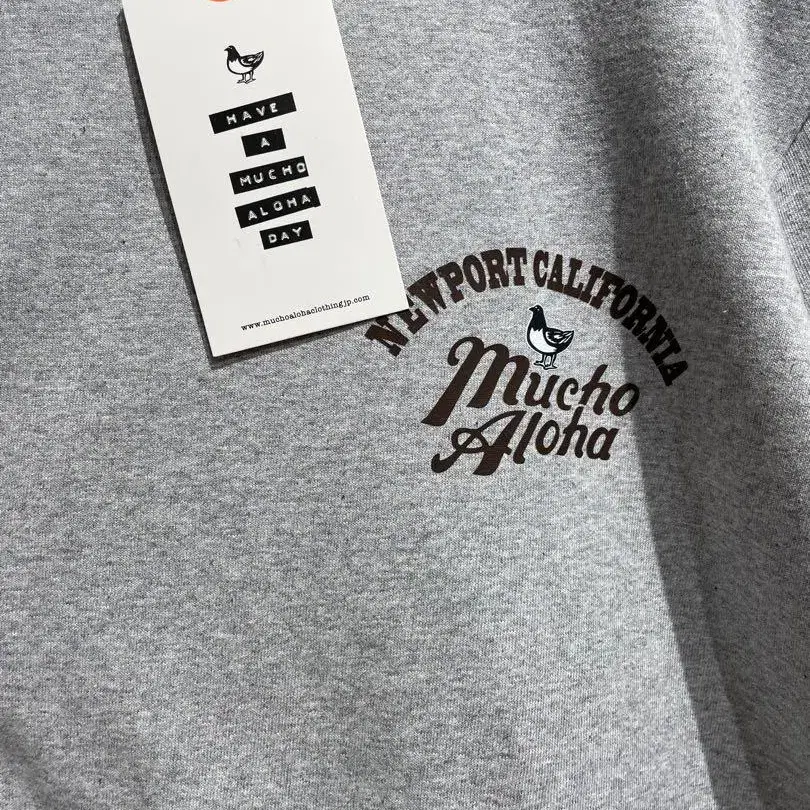 HAVE
A
MUCHO
ALOHA
DAY
www.muchoalohaclothingjp.com
NEWPORT CALIFORNIA
Mucho
Aloha